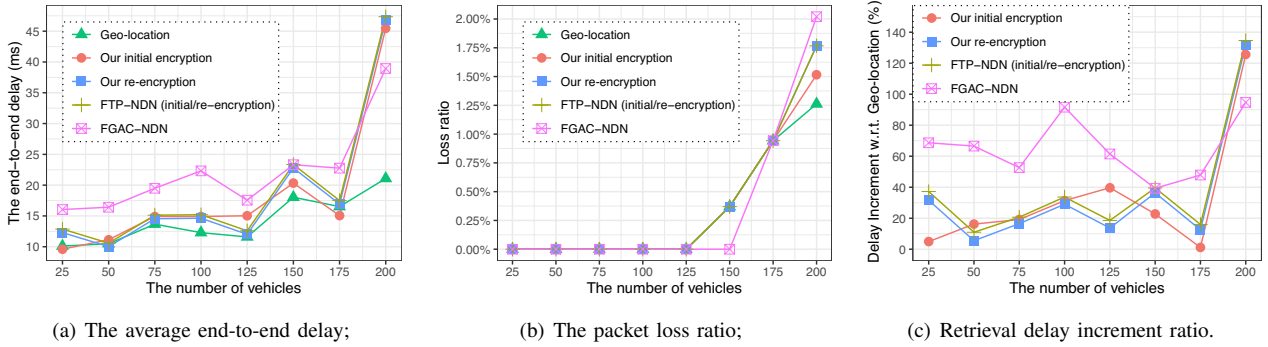 The end−to−end delay (ms)
45
40
35
30
25
20
15
10
Geo−location
Our initial encryption
Our re−encryption
FTP−NDN (initial/re−encryption)
FGAC−NDN
25 50 75 100 125 150 175 200
The number of vehicles
(a) The average end-to-end delay;
Loss ratio
2.00%
1.75%
1.50%
1.25%
1.00%
0.75%
0.50%
0.25%
0.00%
Geo−location
Our initial encryption
Our re−encryption
FTP−NDN (initial/re−encryption)
FGAC−NDN
25 50 75 100 125 150 175 200
The number of vehicles
(b) The packet loss ratio;
Delay Increment w.r.t. Geo−location (%)
140
120
100
80
60
40
20
0
Our initial encryption
Our re−encryption
FTP−NDN (initial/re−encryption)
FGAC−NDN
25 50 75 100 125 150 175 200
The number of vehicles
(c) Retrieval delay increment ratio.